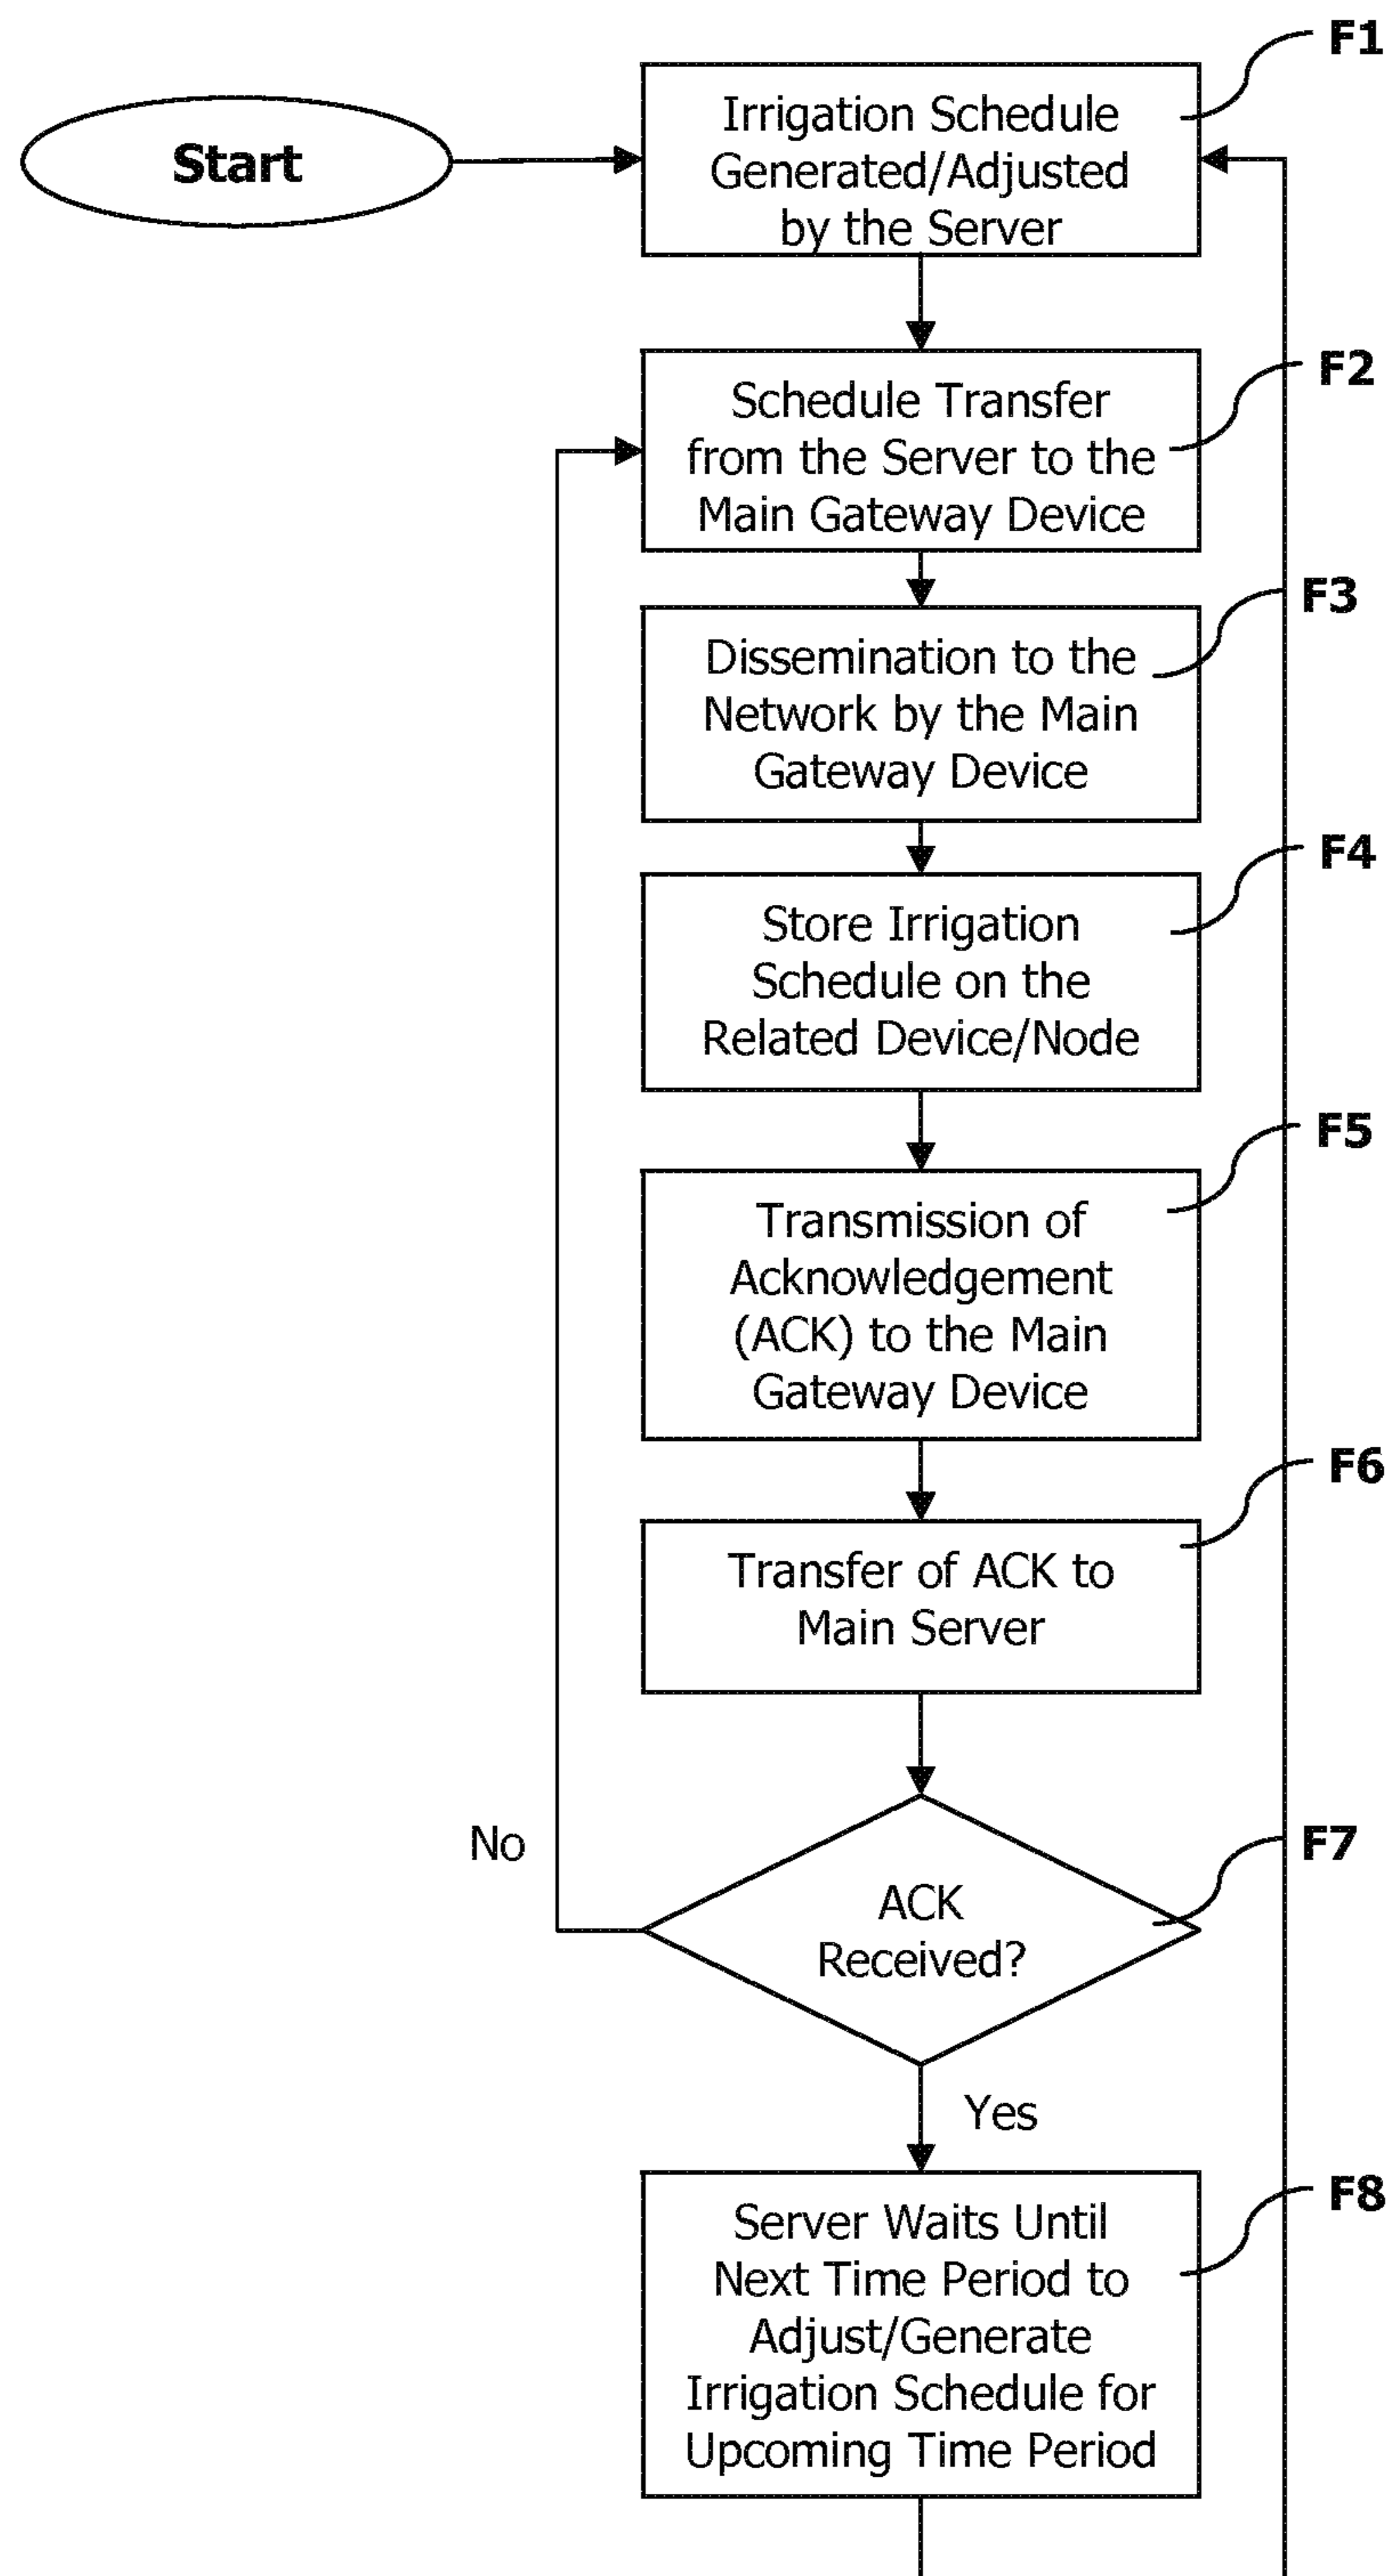 F1
Start
Irrigation Schedule
Generated/Adjusted
by the Server
F2
Schedule Transfer
from the Server to the
Main Gateway Device
F3
Dissemination to the
Network by the Main
Gateway Device
F4
Store Irrigation
Schedule on the
Related Device/Node
F5
Transmission of
Acknowledgement
(ACK) to the Main
Gateway Device
F6
Transfer of ACK to
Main Server
No
F7
ACK
Received?
Yes
F8
Server Waits Until
Next Time Period to
Adjust/Generate
Irrigation Schedule for
Upcoming Time Period